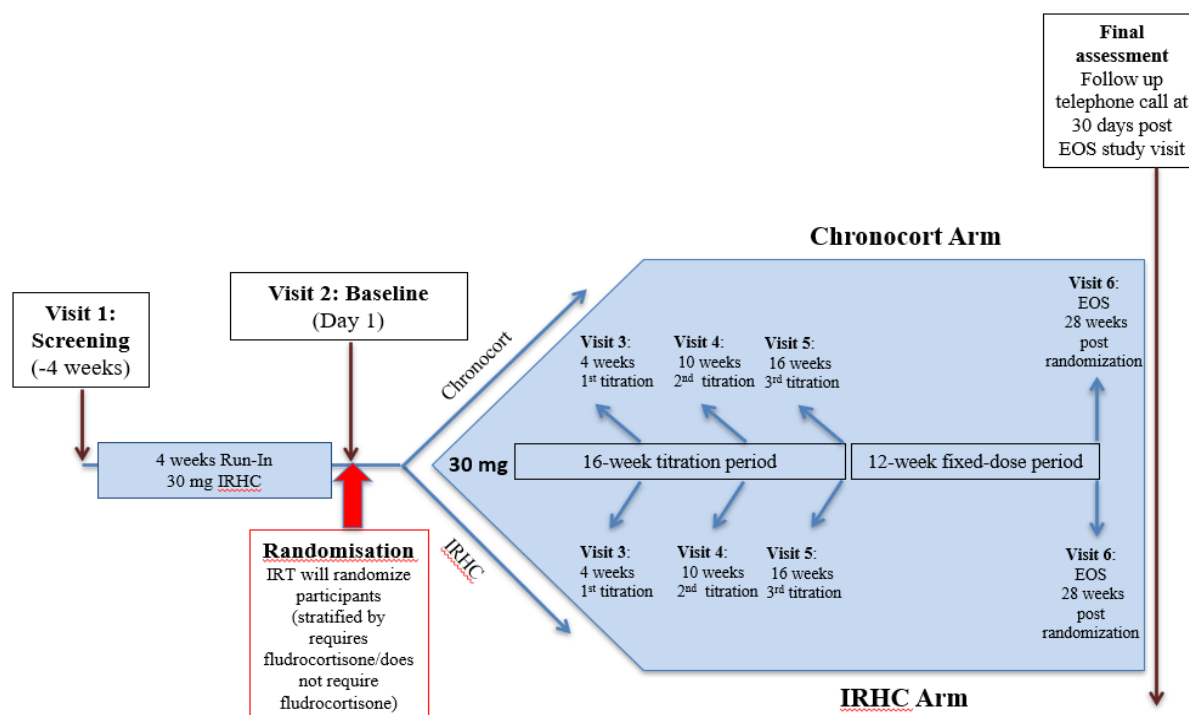 Final
assessment
Follow up
telephone call at
30 days post
EOS study visit
Chronocort Arm
Visit 1:
Screening
(-4 weeks)
Visit 2: Baseline
(Day 1)
Chronocort
Visit 3:
4 weeks
1st titration
Visit 4:
10 weeks
2nd titration
Visit 5:
16 weeks
3rd titration
Visit 6:
EOS
28 weeks
post
randomization
4 weeks Run-In
30 mg IRHC
30 mg
16-week titration period
12-week fixed-dose period
Randomisation
IRT will randomize
participants
(stratified by
requires
fludrocortisone/does
not require
fludrocortisone)
IRHC
Visit 3:
4 weeks
1st titration
Visit 4:
10 weeks
2nd titration
Visit 5:
16 weeks
3rd titration
Visit 6:
EOS
28 weeks
post
randomization
IRHC Arm